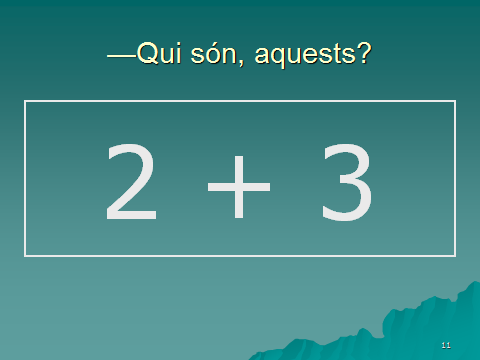 —Qui són, aquests?
2 + 3
11